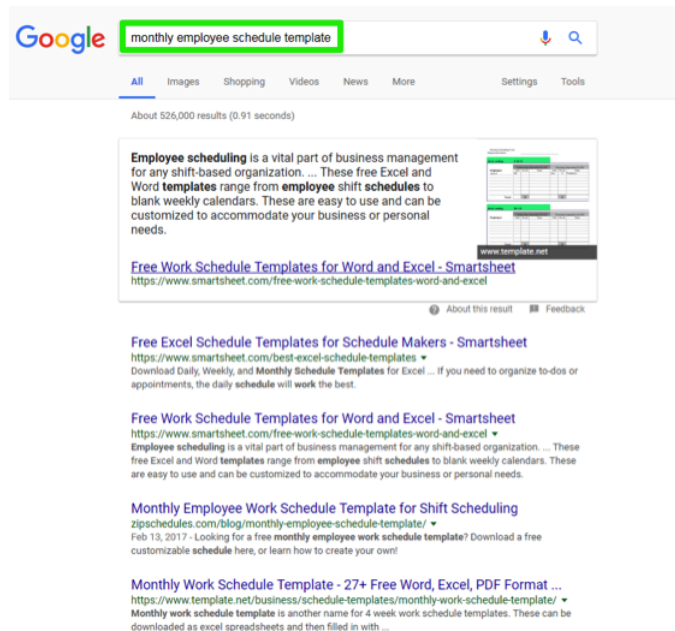 Google
monthly employee schedule template
All Images Shopping Videos News More Settings Tools
About 526,000 results (0.91 seconds)
Employee scheduling is a vital part of business management
for any shift-based organization. ... These free Excel and
Word templates range from employee shift schedules to
blank weekly calendars. These are easy to use and can be
customized to accommodate your business or personal
needs.
www.template.net
Free Work Schedule Templates for Word and Excel - Smartsheet
https://www.smartsheet.com/free-work-schedule-templates-word-and-excel
About this result Feedback
Free Excel Schedule Templates for Schedule Makers - Smartsheet
https://www.smartsheet.com/best-excel-schedule-templates
Download Daily, Weekly, and Monthly Schedule Templates for Excel ... If you need to organize to-dos or
appointments, the daily schedule will work the best.
Free Work Schedule Templates for Word and Excel - Smartsheet
https://www.smartsheet.com/free-work-schedule-templates-word-and-excel
Employee scheduling is a vital part of business management for any shift-based organization. ... These
free Excel and Word templates range from employee shift schedules to blank weekly calendars. These
are easy to use and can be customized to accommodate your business or personal needs.
Monthly Employee Work Schedule Template for Shift Scheduling
zipschedules.com/blog/monthly-employee-schedule-template/
Feb 13, 2017 - Looking for a free monthly employee work schedule template? Download a free
customizable schedule here, or learn how to create your own!
Monthly Work Schedule Template - 27+ Free Word, Excel, PDF Format ...
https://www.template.net/business/schedule-templates/monthly-work-schedule-template/
Monthly work schedule template is another name for 4 week work schedule templates. These can be
downloaded as excel spreadsheets and then filled in with ...